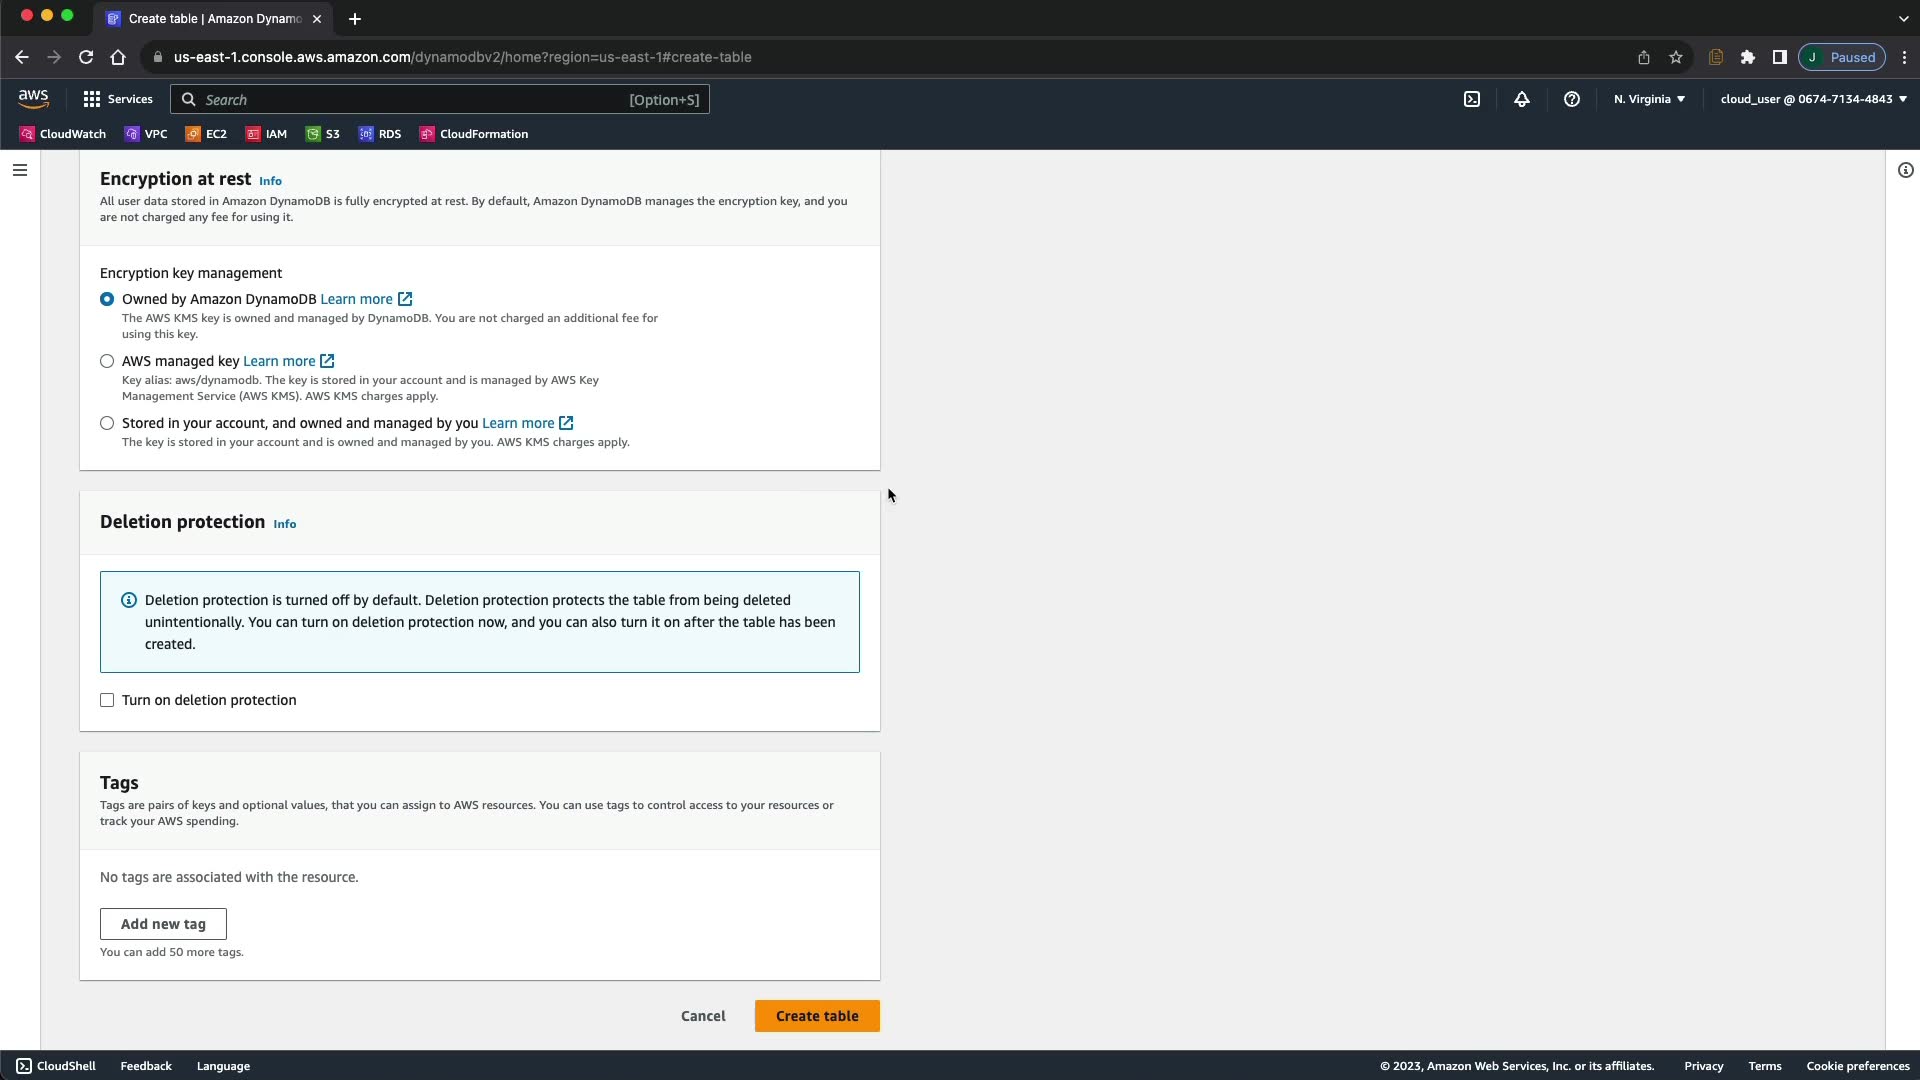 Create table | Amazon Dynamo
us-east-1.console.aws.amazon.com/dynamodbv2/home?region=us-east-1#create-table
J Paused
aws
Services
Search
[Option+S]
N. Virginia
cloud_user @ 0674-7134-4843
CloudWatch
VPC
EC2
IAM
S3
RDS
CloudFormation
Encryption at rest Info
All user data stored in Amazon DynamoDB is fully encrypted at rest. By default, Amazon DynamoDB manages the encryption key, and you
are not charged any fee for using it.
Encryption key management
Owned by Amazon DynamoDB Learn more
The AWS KMS key is owned and managed by DynamoDB. You are not charged an additional fee for
using this key.
AWS managed key Learn more
Key alias: aws/dynamodb. The key is stored in your account and is managed by AWS Key
Management Service (AWS KMS). AWS KMS charges apply.
Stored in your account, and owned and managed by you Learn more
The key is stored in your account and is owned and managed by you. AWS KMS charges apply.
Deletion protection Info
Deletion protection is turned off by default. Deletion protection protects the table from being deleted
unintentionally. You can turn on deletion protection now, and you can also turn it on after the table has been
created.
Turn on deletion protection
Tags
Tags are pairs of keys and optional values, that you can assign to AWS resources. You can use tags to control access to your resources or
track your AWS spending.
No tags are associated with the resource.
Add new tag
You can add 50 more tags.
Cancel
Create table
CloudShell
Feedback
Language
© 2023, Amazon Web Services, Inc. or its affiliates.
Privacy
Terms
Cookie preferences